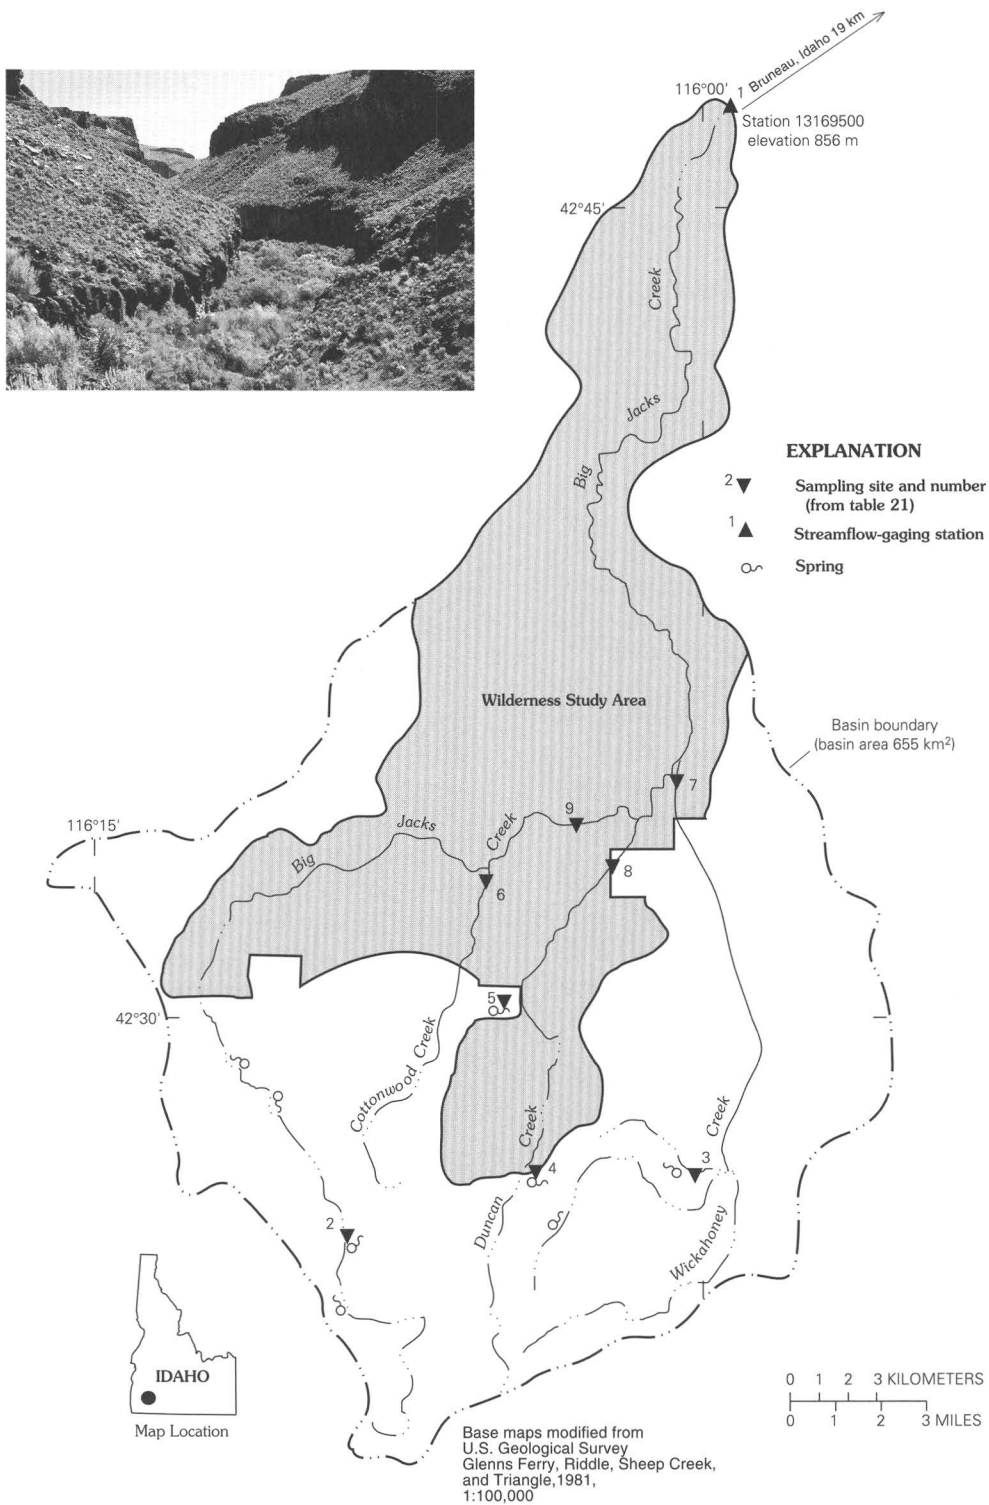 1 Bruneau, Idaho 19 km
116°00'
Station 13169500
elevation 856 m
42°45'
Creek
Jacks
Big
EXPLANATION
2 Sampling site and number
(from table 21)
1 Streamflow-gaging station
Spring
Wilderness Study Area
Basin boundary
(basin area 655 km²)
7
116°15'
9
Jacks
Creek
Big
8
6
5
42°30'
Cottonwood Creek
Creek
Creek
3
4
Duncan
2
Wickahoney
IDAHO
Map Location
0 1 2 3 KILOMETERS
0 1 2 3 MILES
Base maps modified from
U.S. Geological Survey
Glenns Ferry, Riddle, Sheep Creek,
and Triangle,1981,
1:100,000